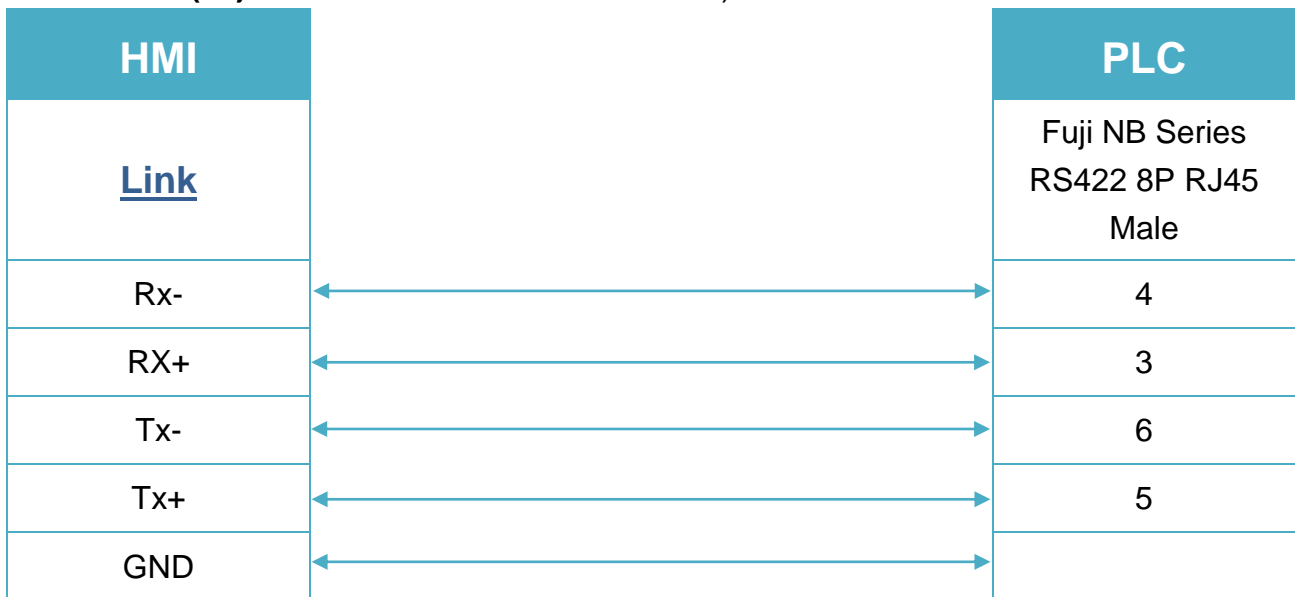 HMI PLC
Link Fuji NB Series
RS422 8P RJ45
Male
Rx- 4
RX+ 3
Tx- 6
Tx+ 5
GND